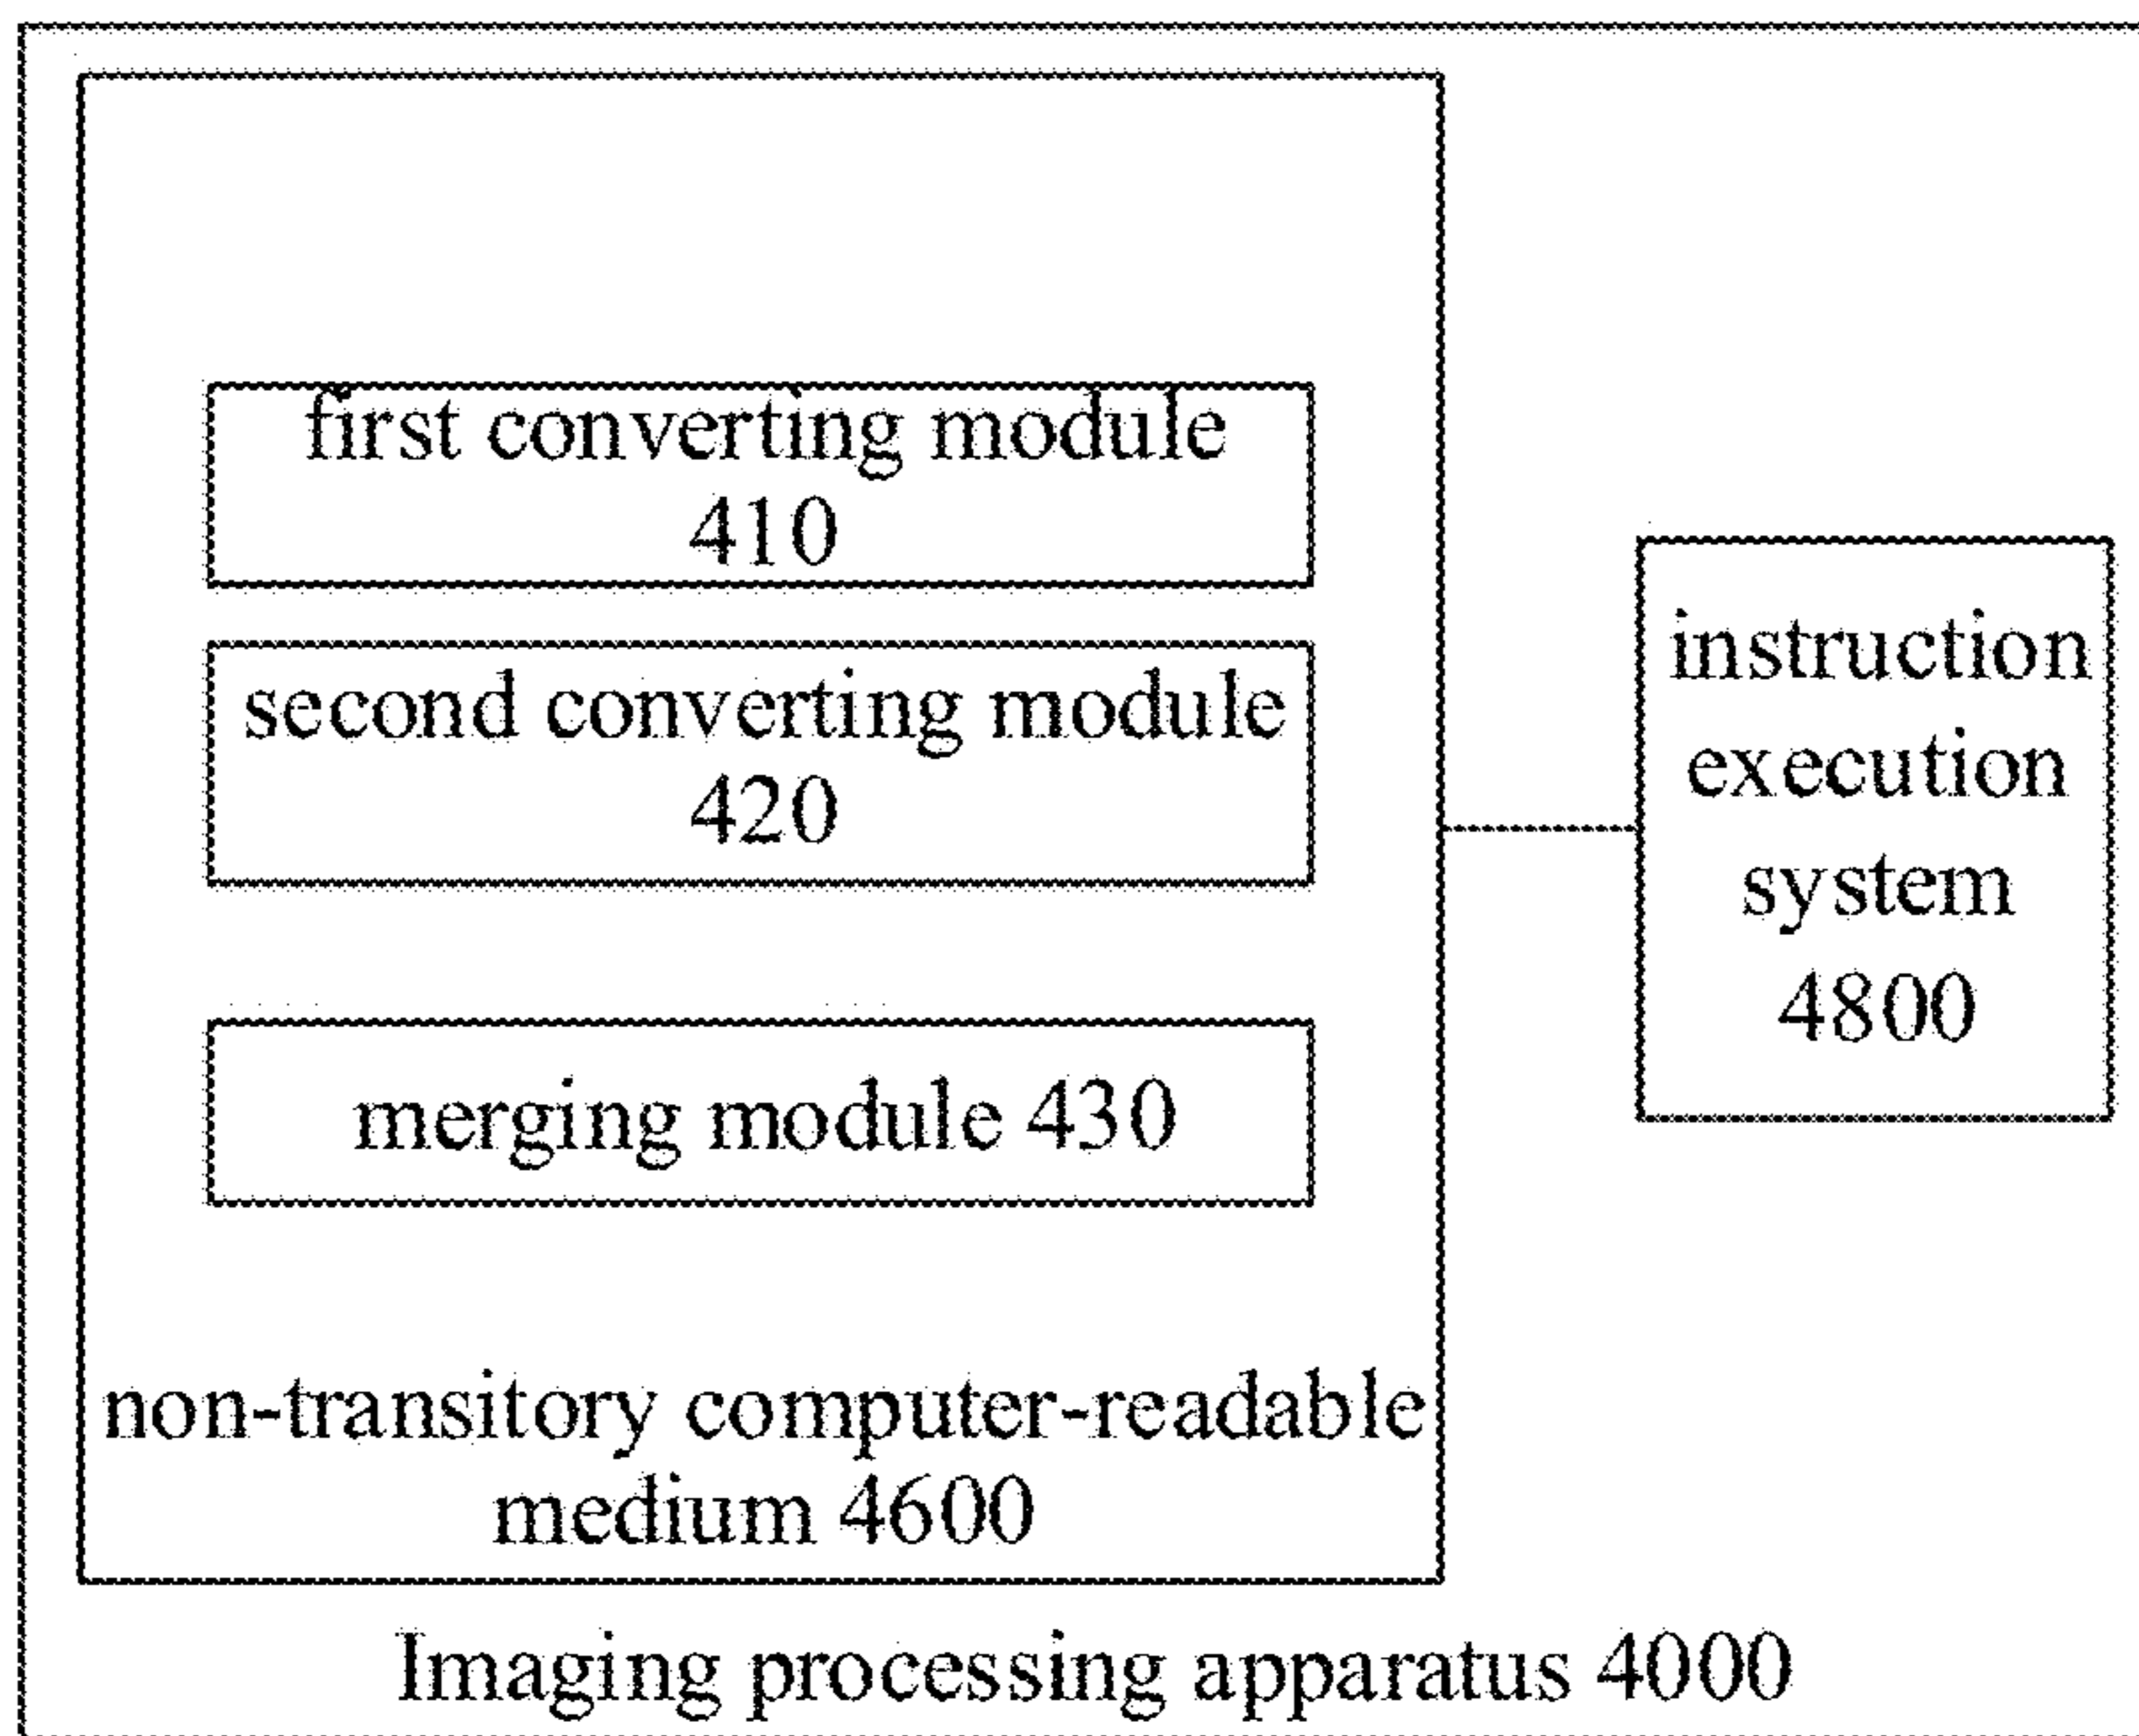 first converting module
410
second converting module
420
merging module 430
non-transitory computer-readable
medium 4600
instruction
execution
system
4800
Imaging processing apparatus 4000